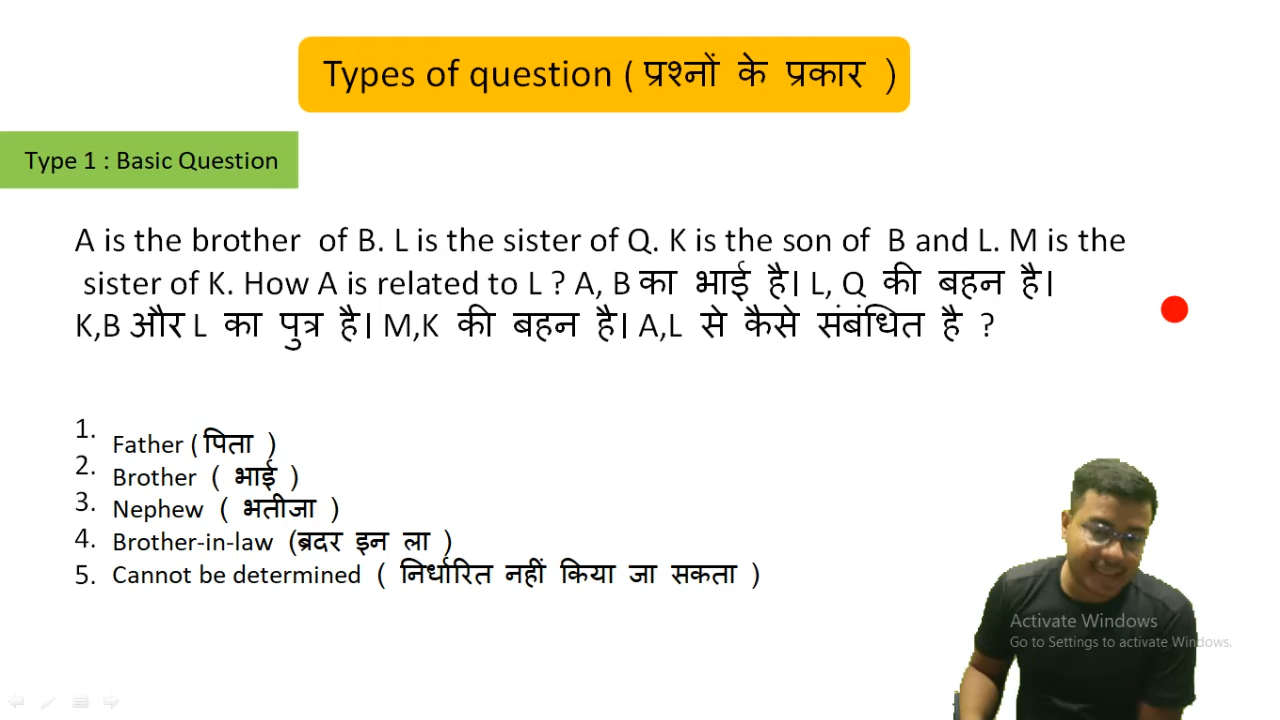 Types of question ( प्रश्नों के प्रकार )
Type 1 : Basic Question
A is the brother of B. L is the sister of Q. K is the son of B and L. M is the
sister of K. How A is related to L ? A, B का भाई है। L, Q की बहन है।
K,B और L का पुत्र है। M,K की बहन है। A,L से कैसे संबंधित है ?
1. Father ( पिता )
2. Brother ( भाई )
3. Nephew ( भतीजा )
4. Brother-in-law (ब्रदर इन ला )
5. Cannot be determined ( निर्धारित नहीं किया जा सकता )
Activate Windows
Go to Settings to activate Windows.